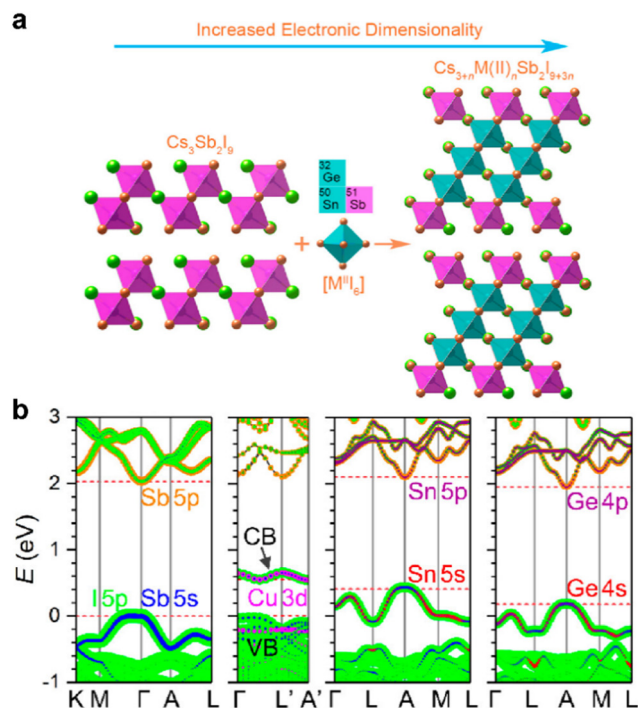 a
Increased Electronic Dimensionality
Cs₃₊ₙM(II)ₙSb₂I₉₊₃ₙ
Cs₃Sb₂I₉
32
Ge
50 51
Sn Sb
+
[MᴵᴵI₆]
b
3
2
1
0
-1
E (eV)
Sb 5p
Sn 5p
Ge 4p
CB
I 5p
Sb 5s
Cu 3d
Sn 5s
Ge 4s
VB
K M Γ A L
Γ L' A'
Γ L A M L
Γ L A M L